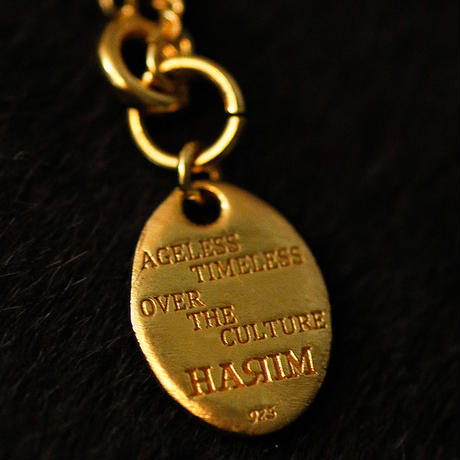 AGELESS
TIMELESS
OVER
THE
CULTURE
HAЯIM
925